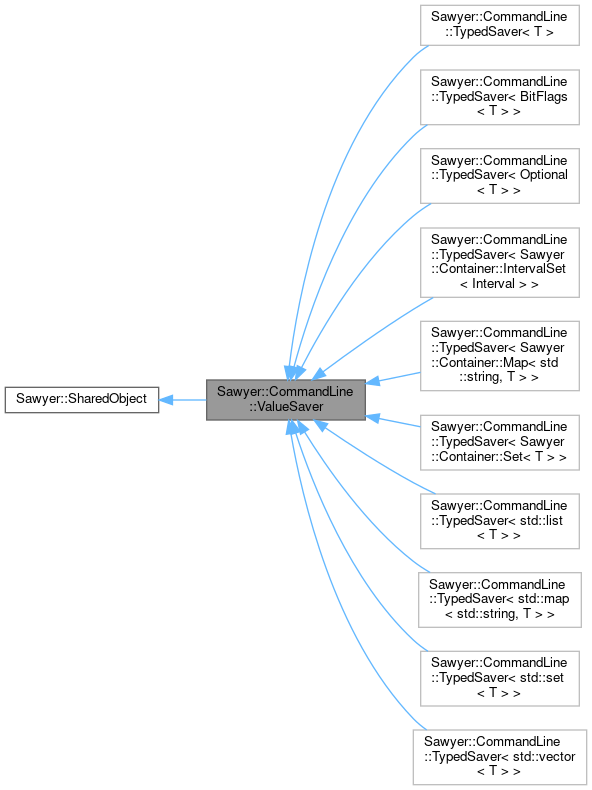 Sawyer::CommandLine
::TypedSaver< T >
Sawyer::CommandLine
::TypedSaver< BitFlags
< T > >
Sawyer::CommandLine
::TypedSaver< Optional
< T > >
Sawyer::CommandLine
::TypedSaver< Sawyer
::Container::IntervalSet
< Interval > >
Sawyer::CommandLine
::TypedSaver< Sawyer
::Container::Map< std
::string, T > >
Sawyer::SharedObject
Sawyer::CommandLine
::ValueSaver
Sawyer::CommandLine
::TypedSaver< Sawyer
::Container::Set< T > >
Sawyer::CommandLine
::TypedSaver< std::list
< T > >
Sawyer::CommandLine
::TypedSaver< std::map
< std::string, T > >
Sawyer::CommandLine
::TypedSaver< std::set
< T > >
Sawyer::CommandLine
::TypedSaver< std::vector
< T > >